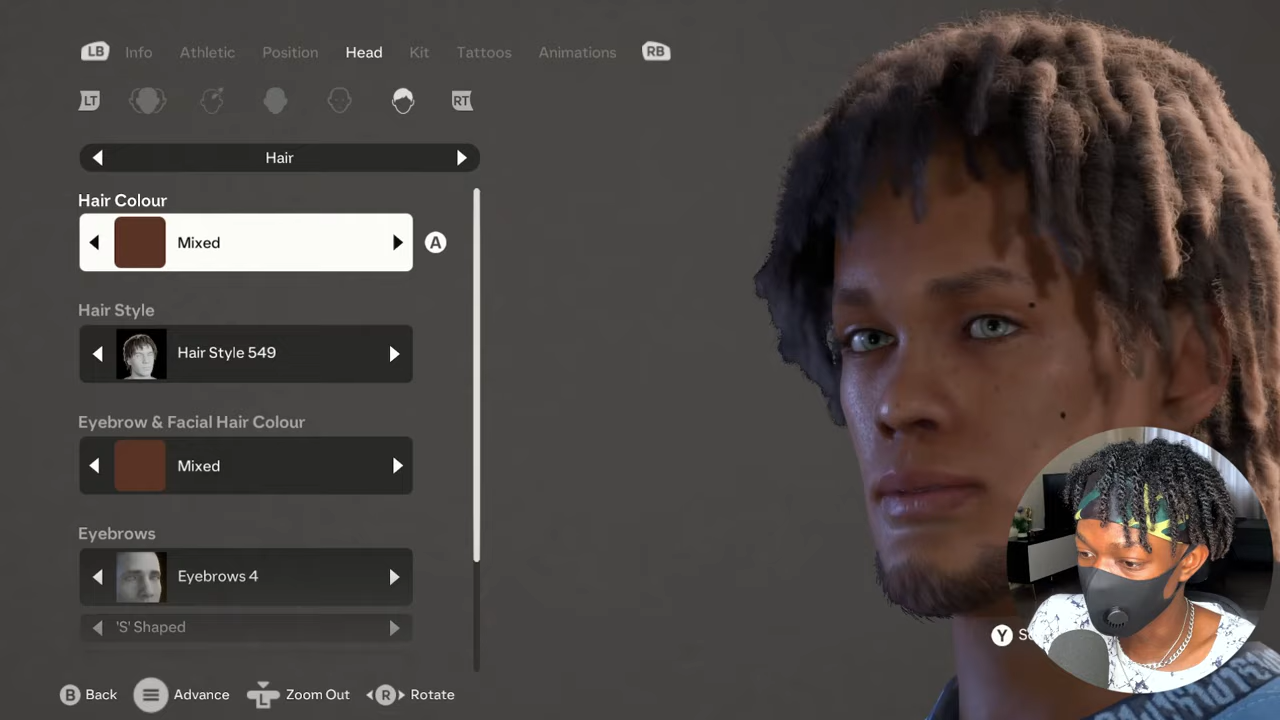 LB Info Athletic Position Head Kit Tattoos Animations RB
LT RT
Hair
Hair Colour
Mixed A
Hair Style
Hair Style 549
Eyebrow & Facial Hair Colour
Mixed
Eyebrows
Eyebrows 4
'S' Shaped
Y
B Back Advance L Zoom Out R Rotate